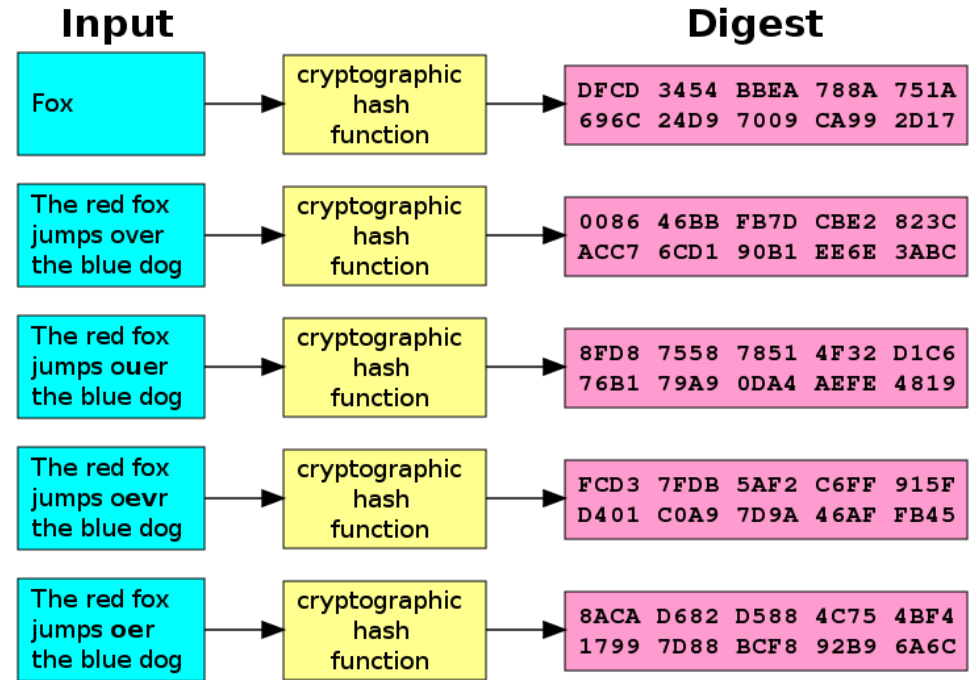 Input
Digest
Fox
cryptographic
hash
function
DFCD 3454 BBEA 788A 751A
696C 24D9 7009 CA99 2D17
The red fox
jumps over
the blue dog
cryptographic
hash
function
0086 46BB FB7D CBE2 823C
ACC7 6CD1 90B1 EE6E 3ABC
The red fox
jumps ouer
the blue dog
cryptographic
hash
function
8FD8 7558 7851 4F32 D1C6
76B1 79A9 0DA4 AEFE 4819
The red fox
jumps oevr
the blue dog
cryptographic
hash
function
FCD3 7FDB 5AF2 C6FF 915F
D401 C0A9 7D9A 46AF FB45
The red fox
jumps oer
the blue dog
cryptographic
hash
function
8ACA D682 D588 4C75 4BF4
1799 7D88 BCF8 92B9 6A6C